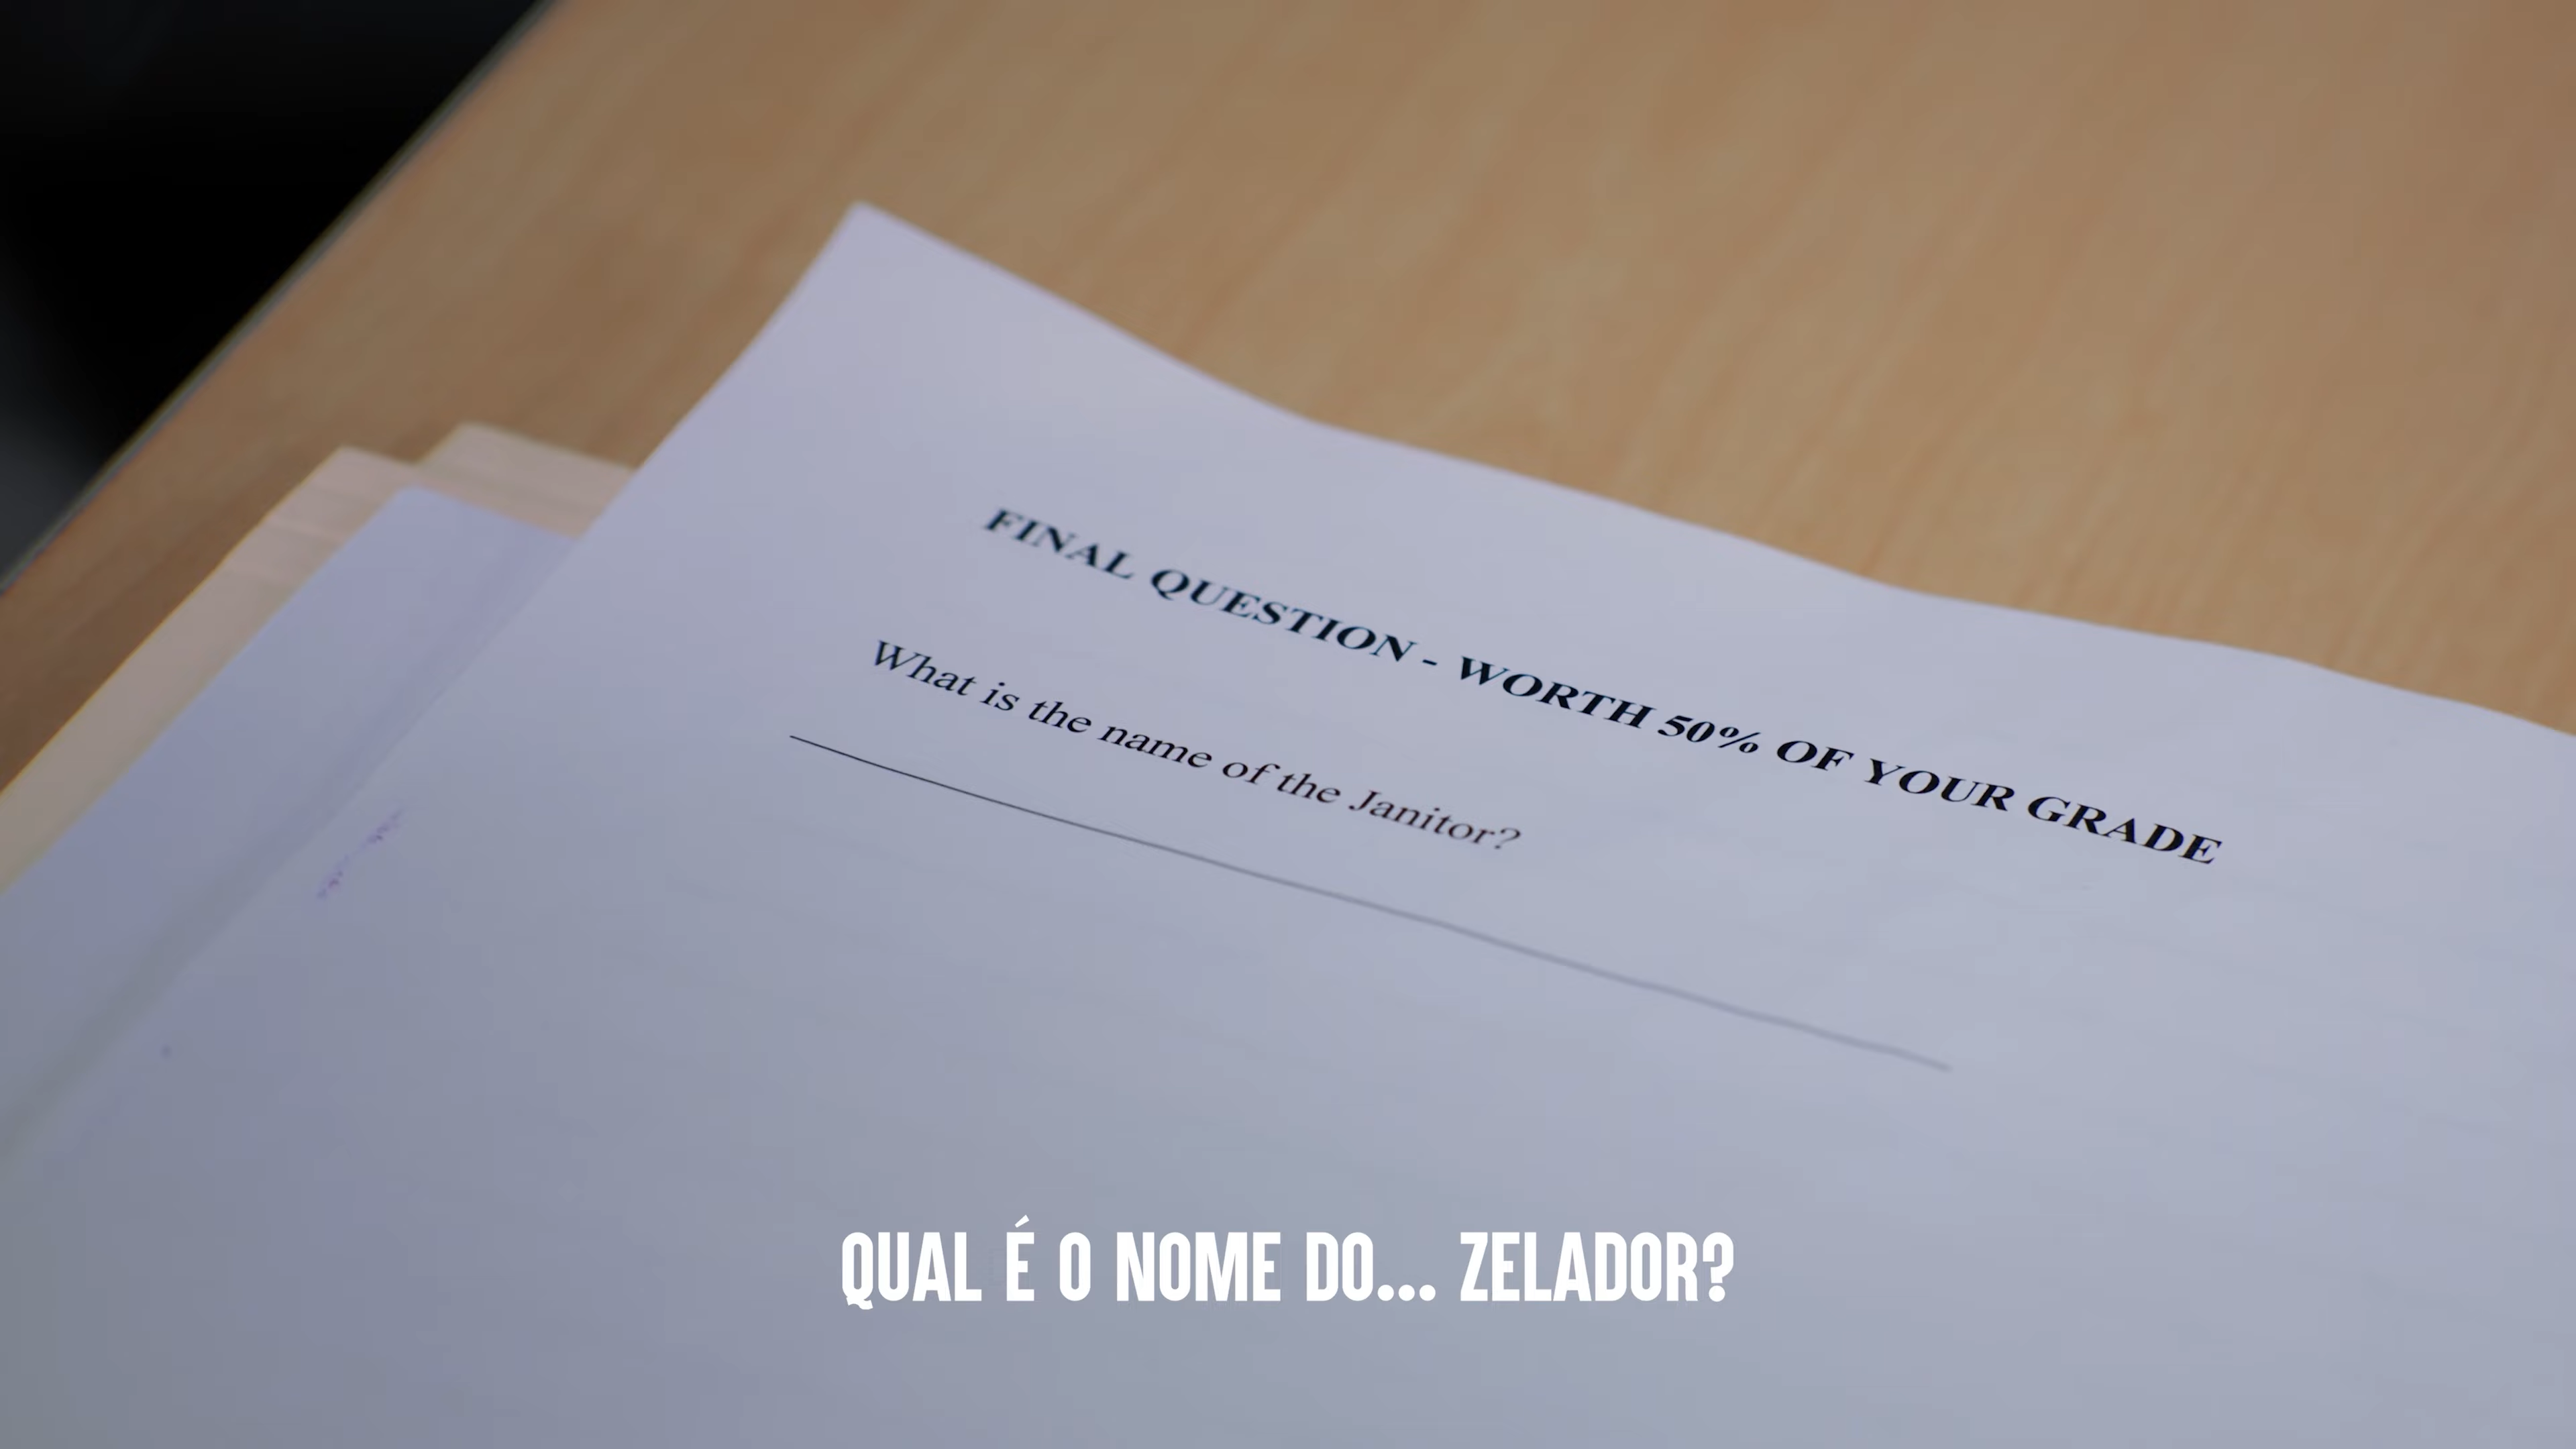 FINAL QUESTION - WORTH 50% OF YOUR GRADE
What is the name of the Janitor?
QUAL É O NOME DO... ZELADOR?